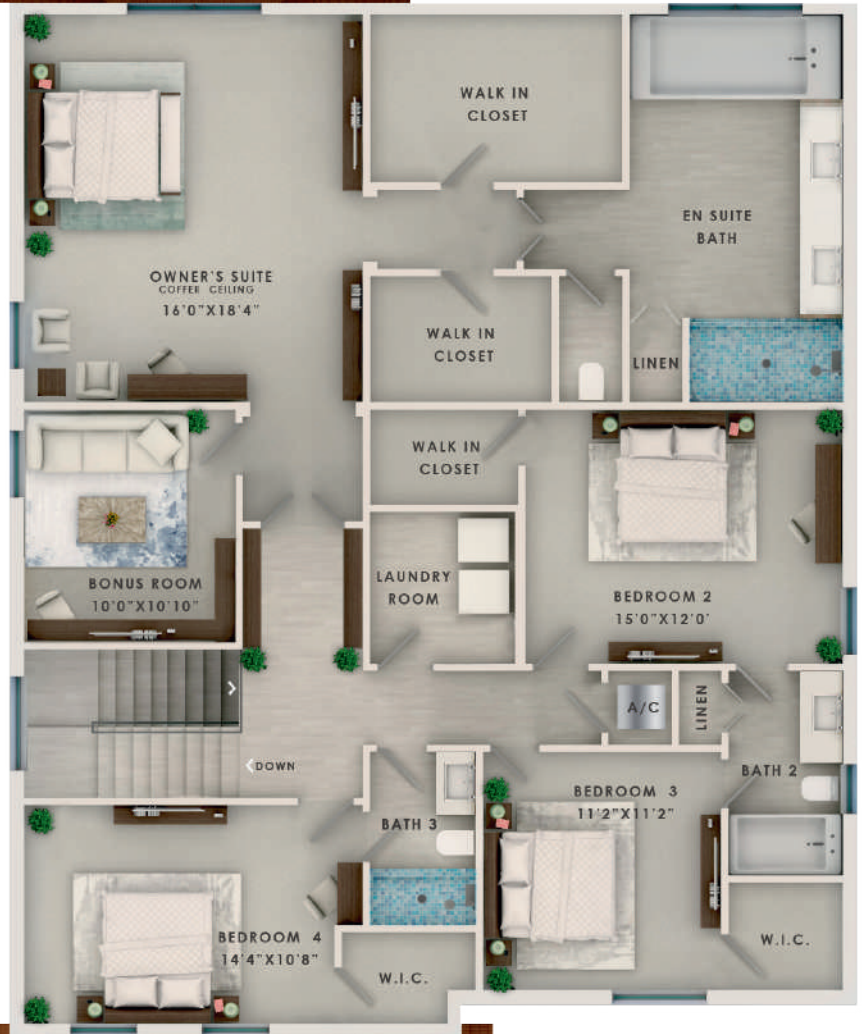 WALK IN
CLOSET
EN SUITE
BATH
OWNER'S SUITE
COFFER CEILING
16'0"X18'4"
WALK IN
CLOSET
LINEN
WALK IN
CLOSET
BONUS ROOM
10'0"X10'10"
LAUNDRY
ROOM
BEDROOM 2
15'0"X12'0'
A/C
LINEN
DOWN
BATH 2
BEDROOM 3
11'2"X11'2"
BATH 3
BEDROOM 4
14'4"X10'8"
W.I.C.
W.I.C.